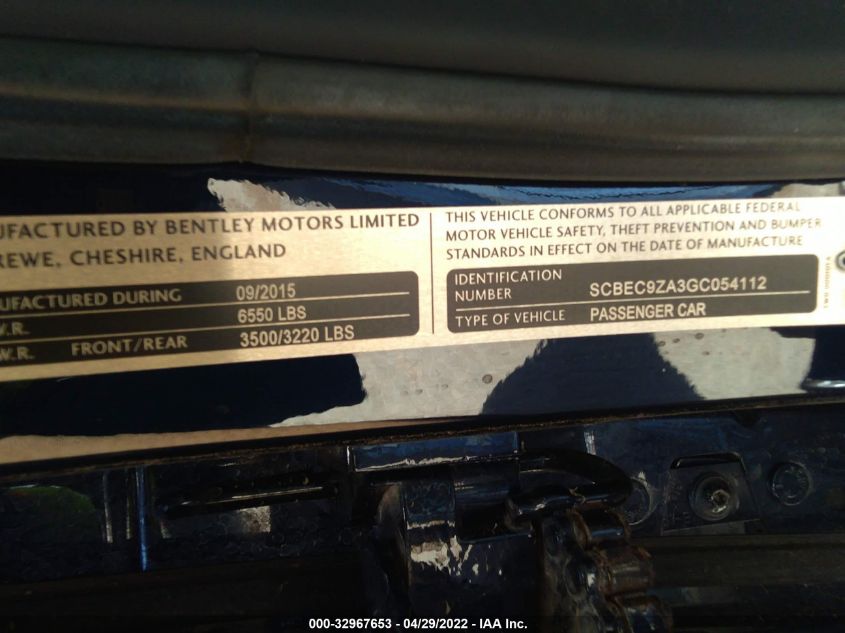 UFACTURED BY BENTLEY MOTORS LIMITED
REWE, CHESHIRE, ENGLAND
UFACTURED DURING 09/2015
W.R. 6550 LBS
W.R. FRONT/REAR 3500/3220 LBS
THIS VEHICLE CONFORMS TO ALL APPLICABLE FEDERAL
MOTOR VEHICLE SAFETY, THEFT PREVENTION AND BUMPER
STANDARDS IN EFFECT ON THE DATE OF MANUFACTURE
IDENTIFICATION
NUMBER SCBEC9ZA3GC054112
TYPE OF VEHICLE PASSENGER CAR
000-32967653 - 04/29/2022 - IAA Inc.